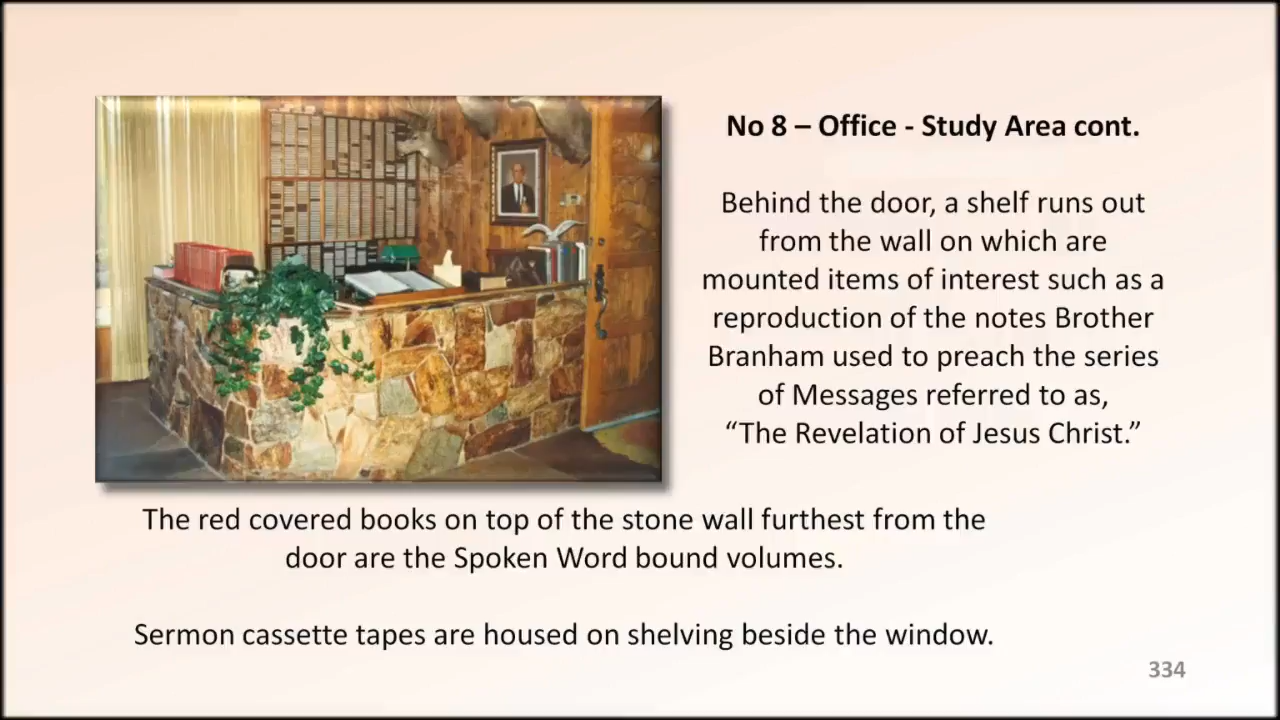 No 8 – Office - Study Area cont.
Behind the door, a shelf runs out
from the wall on which are
mounted items of interest such as a
reproduction of the notes Brother
Branham used to preach the series
of Messages referred to as,
“The Revelation of Jesus Christ.”
The red covered books on top of the stone wall furthest from the
door are the Spoken Word bound volumes.
Sermon cassette tapes are housed on shelving beside the window.
334